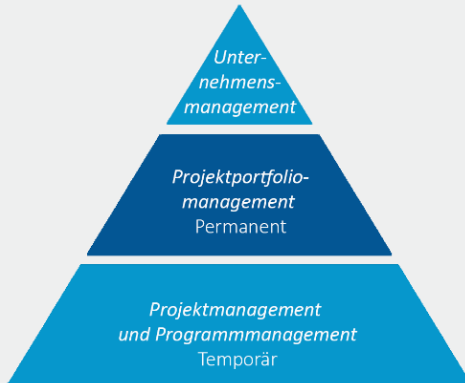 Unter-
nehmens-
management
Projektportfolio-
management
Permanent
Projektmanagement
und Programmmanagement
Temporär